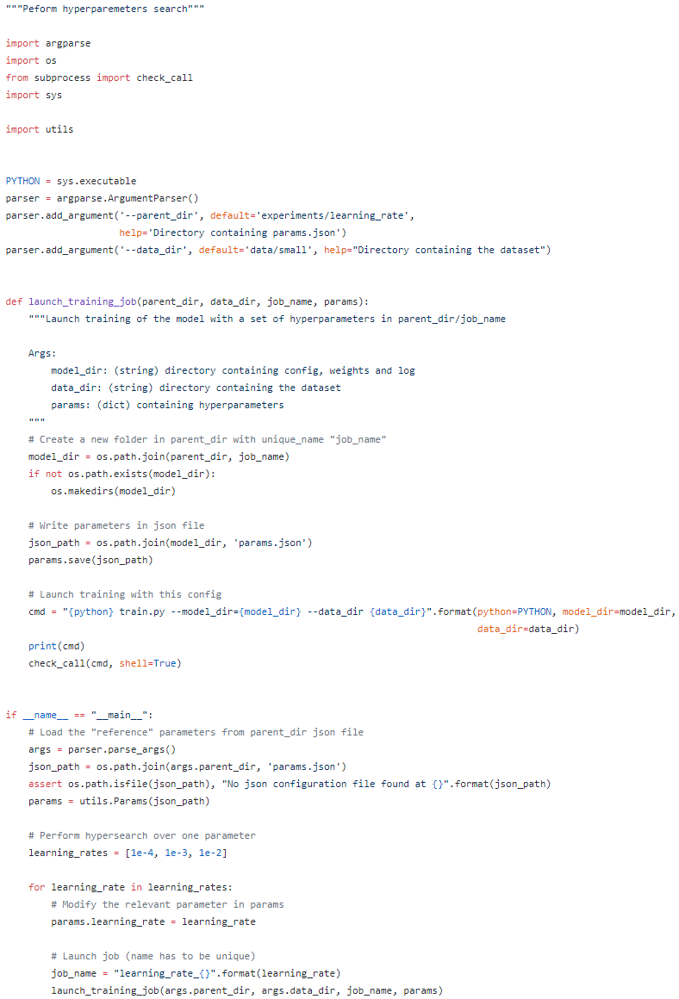 """Peform hyperparemeters search"""

import argparse
import os
from subprocess import check_call
import sys

import utils


PYTHON = sys.executable
parser = argparse.ArgumentParser()
parser.add_argument('--parent_dir', default='experiments/learning_rate',
                    help='Directory containing params.json')
parser.add_argument('--data_dir', default='data/small', help="Directory containing the dataset")


def launch_training_job(parent_dir, data_dir, job_name, params):
    """Launch training of the model with a set of hyperparameters in parent_dir/job_name

    Args:
        model_dir: (string) directory containing config, weights and log
        data_dir: (string) directory containing the dataset
        params: (dict) containing hyperparameters
    """
    # Create a new folder in parent_dir with unique_name "job_name"
    model_dir = os.path.join(parent_dir, job_name)
    if not os.path.exists(model_dir):
        os.makedirs(model_dir)

    # Write parameters in json file
    json_path = os.path.join(model_dir, 'params.json')
    params.save(json_path)

    # Launch training with this config
    cmd = "{python} train.py --model_dir={model_dir} --data_dir {data_dir}".format(python=PYTHON, model_dir=model_dir,
                                                                                   data_dir=data_dir)
    print(cmd)
    check_call(cmd, shell=True)


if __name__ == "__main__":
    # Load the "reference" parameters from parent_dir json file
    args = parser.parse_args()
    json_path = os.path.join(args.parent_dir, 'params.json')
    assert os.path.isfile(json_path), "No json configuration file found at {}".format(json_path)
    params = utils.Params(json_path)

    # Perform hypersearch over one parameter
    learning_rates = [1e-4, 1e-3, 1e-2]

    for learning_rate in learning_rates:
        # Modify the relevant parameter in params
        params.learning_rate = learning_rate

        # Launch job (name has to be unique)
        job_name = "learning_rate_{}".format(learning_rate)
        launch_training_job(args.parent_dir, args.data_dir, job_name, params)